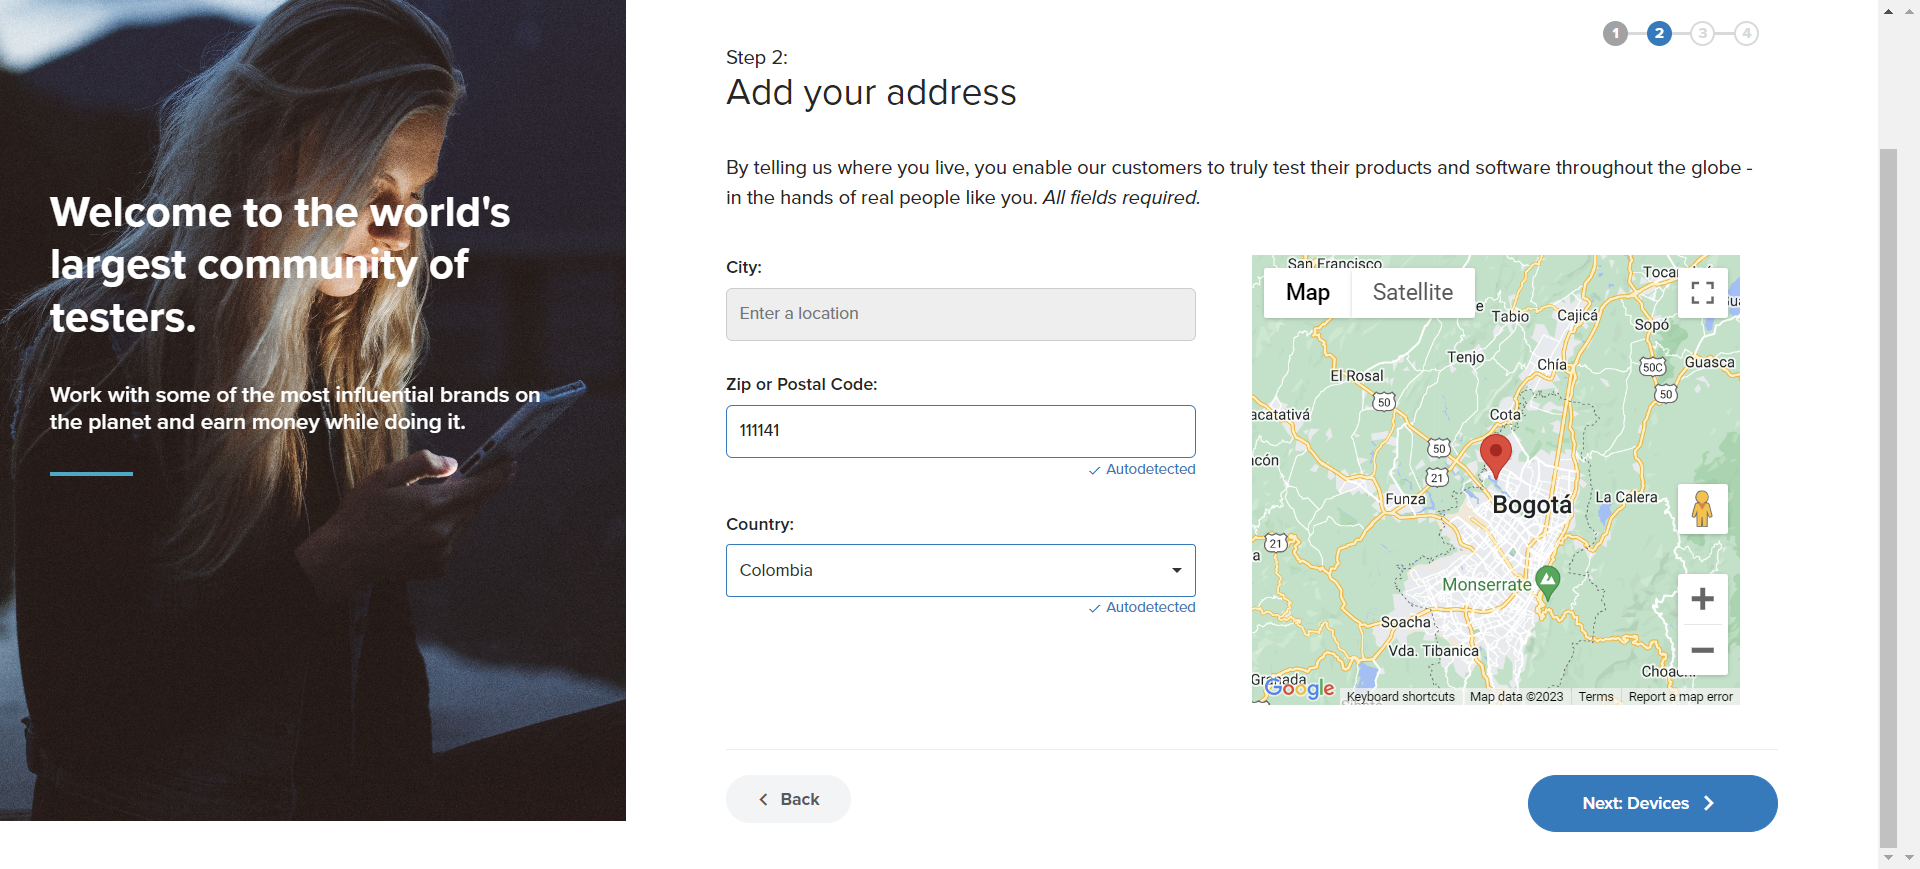 Welcome to the world's
largest community of
testers.
Work with some of the most influential brands on
the planet and earn money while doing it.
1 2 3 4
Step 2:
Add your address
By telling us where you live, you enable our customers to truly test their products and software throughout the globe -
in the hands of real people like you. All fields required.
City:
Enter a location
Zip or Postal Code:
111141
Autodetected
Country:
Colombia
Autodetected
San Francisco
Map
Satellite
Tabio
Cajicá
Sopó
Tenjo
Chía
50C
Guasca
El Rosal
50
50
Cota
50
21
Funza
Bogotá
La Calera
21
Monserrate
Soacha
Vda. Tibanica
Granada
Google
Keyboard shortcuts
Map data ©2023
Terms
Report a map error
Back
Next: Devices